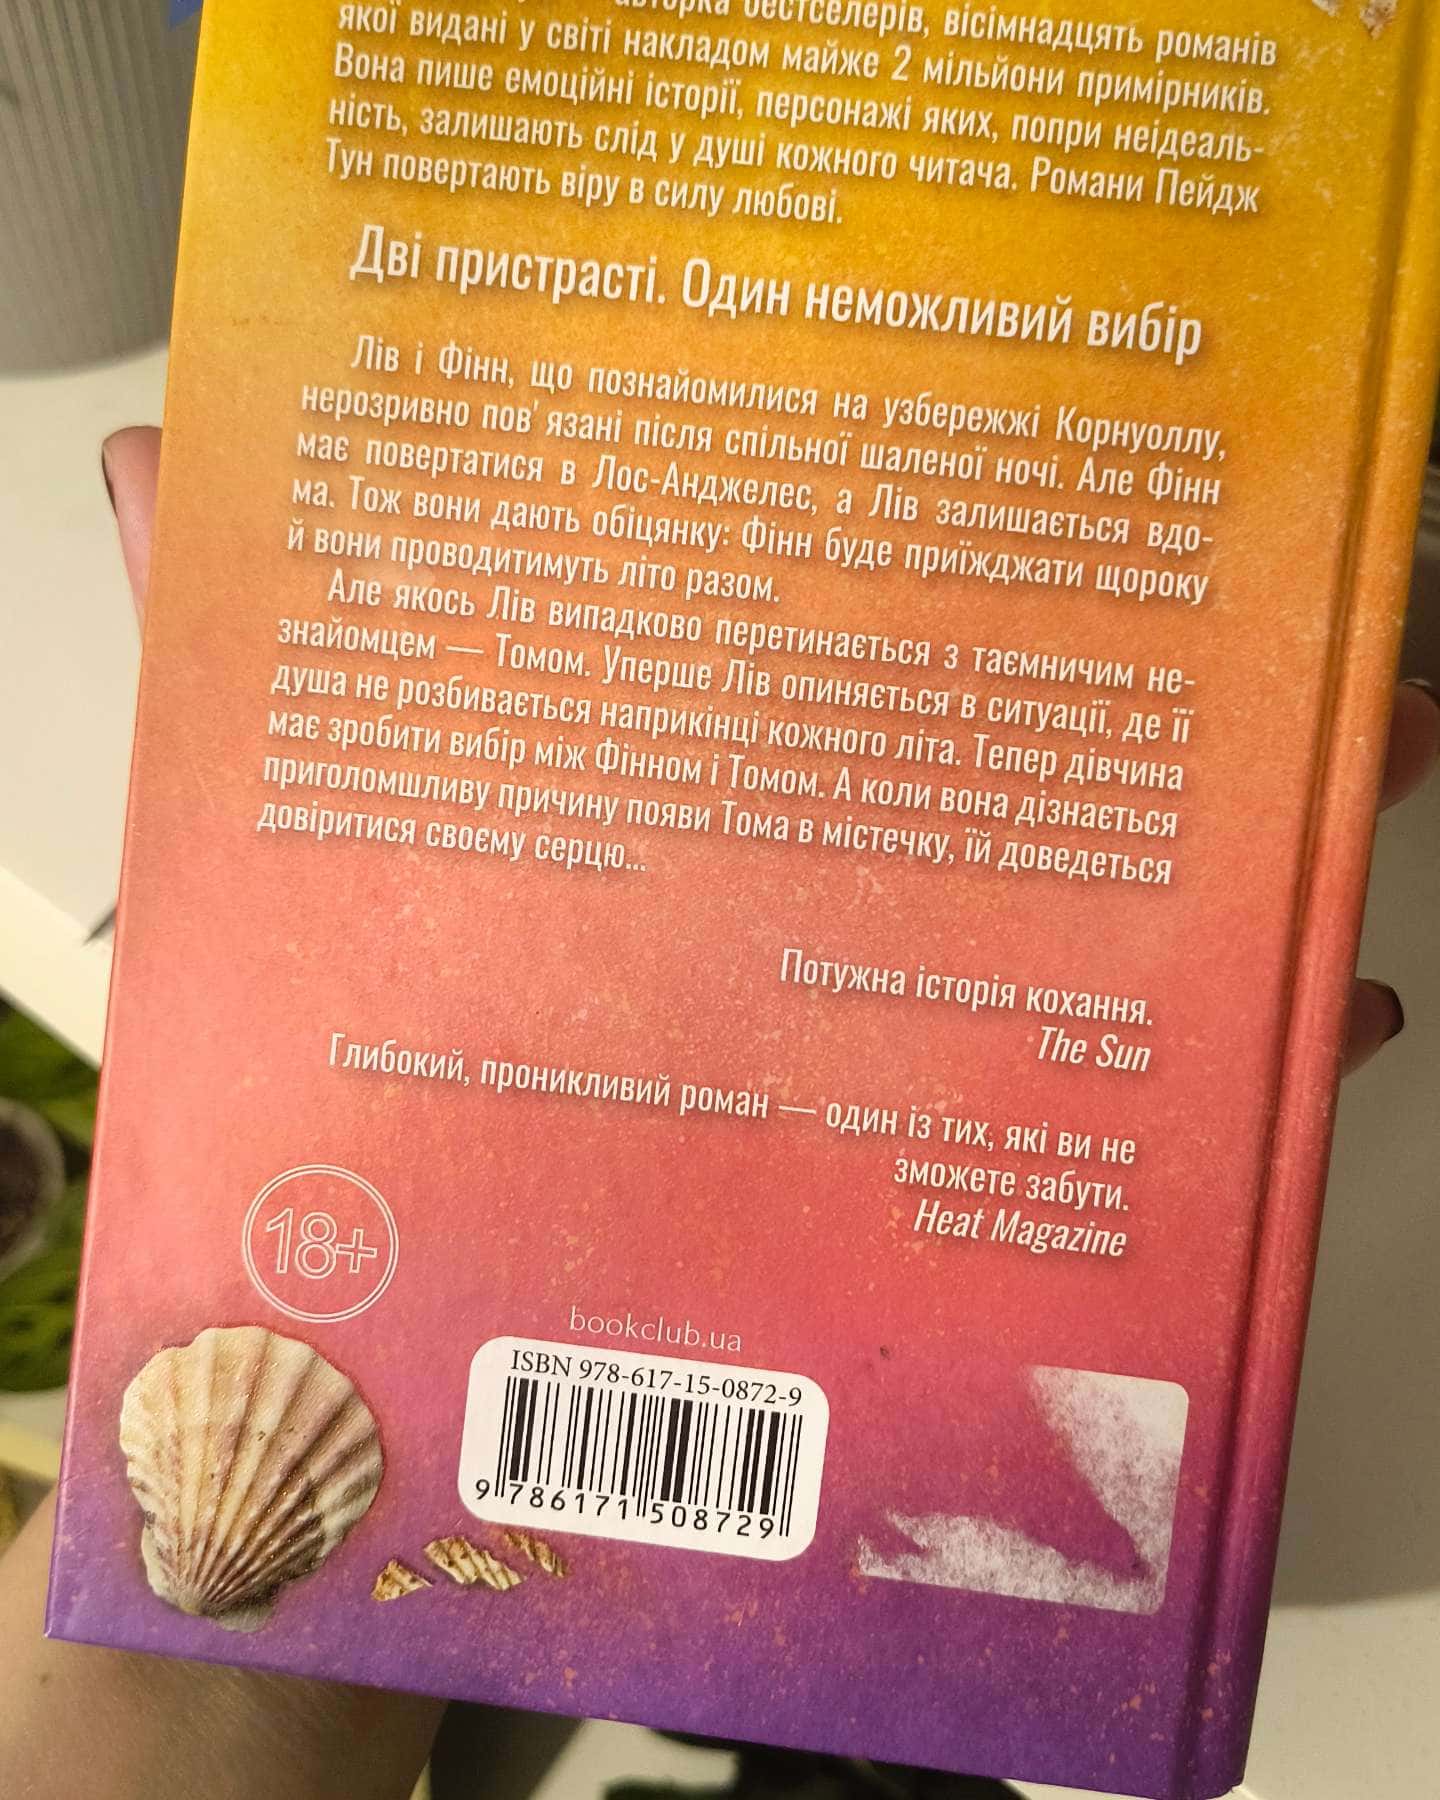 авторка бестселерів, вісімнадцять романів
якої видані у світі накладом майже 2 мільйони примірників.
Вона пише емоційні історії, персонажі яких, попри неідеаль-
ність, залишають слід у душі кожного читача. Романи Пейдж
Тун повертають віру в силу любові.
Дві пристрасті. Один неможливий вибір
Лів і Фінн, що познайомилися на узбережжі Корнуоллу,
нерозривно пов' язані після спільної шаленої ночі. Але Фінн
має повертатися в Лос-Анджелес, а Лів залишається вдо-
ма. Тож вони дають обіцянку: Фінн буде приїжджати щороку
й вони проводитимуть літо разом.
Але якось Лів випадково перетинається з таємничим не-
знайомцем — Томом. Уперше Лів опиняється в ситуації, де її
душа не розбивається наприкінці кожного літа. Тепер дівчина
має зробити вибір між Фінном і Томом. А коли вона дізнається
приголомшливу причину появи Тома в містечку, їй доведеться
довіритися своєму серцю...
Потужна історія кохання.
The Sun
Глибокий, проникливий роман — один із тих, які ви не
зможете забути.
Heat Magazine
18+
bookclub.ua
ISBN 978-617-15-0872-9
9 786171 508729